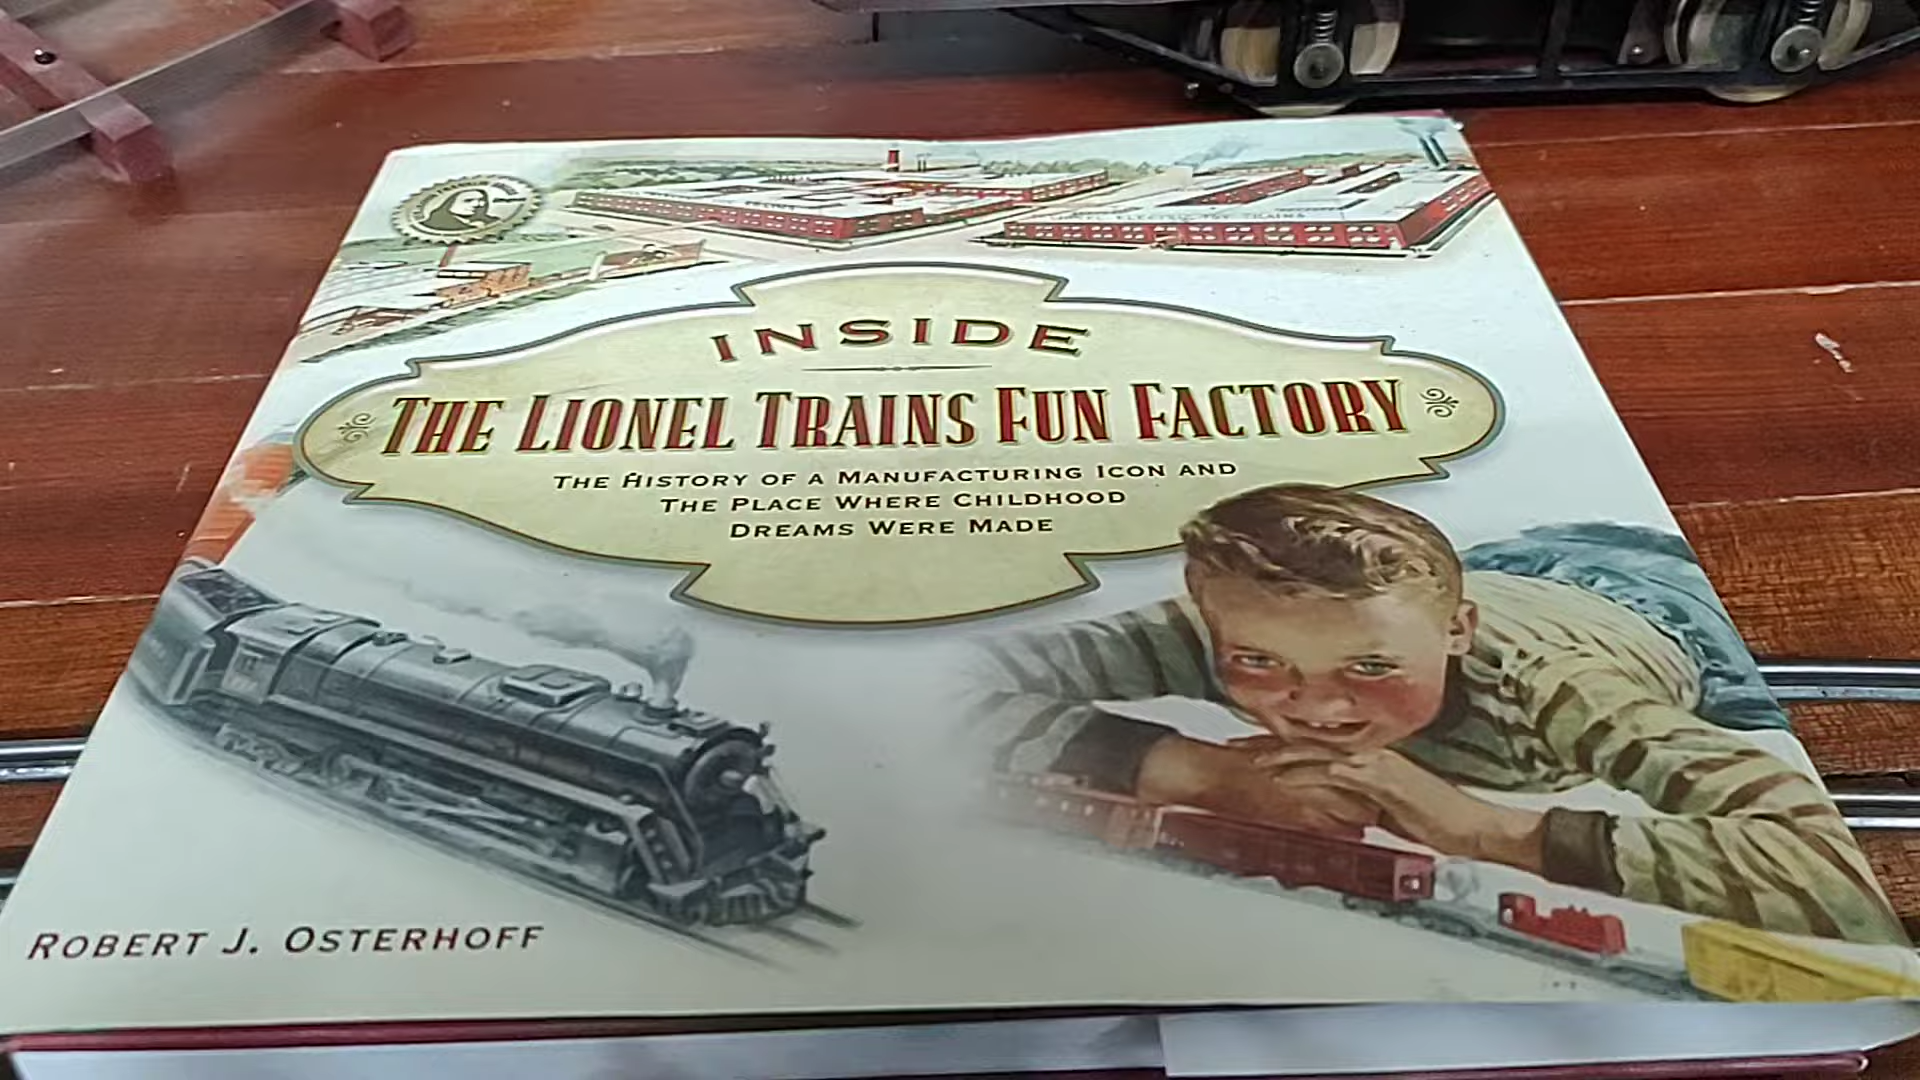 INSIDE
THE LIONEL TRAINS FUN FACTORY
THE HISTORY OF A MANUFACTURING ICON AND
THE PLACE WHERE CHILDHOOD
DREAMS WERE MADE
ROBERT J. OSTERHOFF